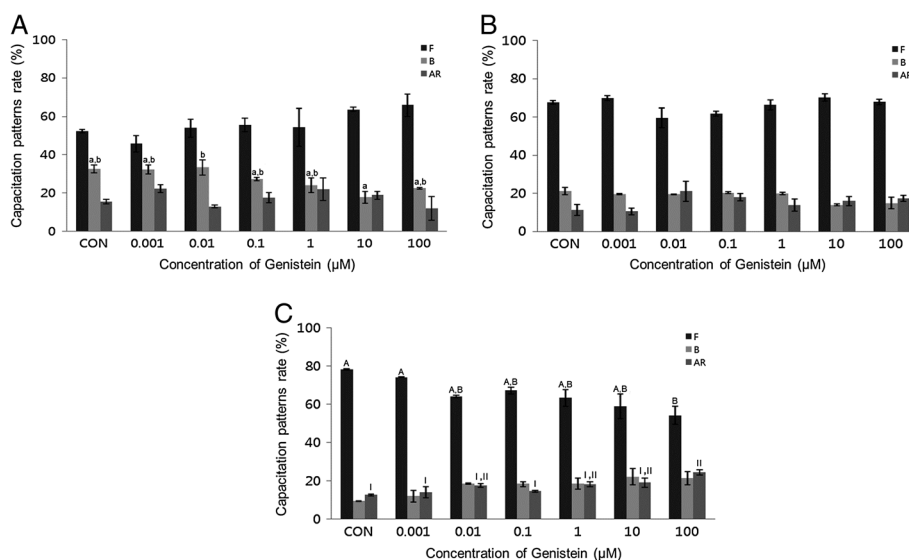 A
Capacitation patterns rate (%)
100
80
60
40
20
0
F
B
AR
a,b
a,b
b
a,b
a,b
a
a,b
CON 0.001 0.01 0.1 1 10 100
Concentration of Genistein (µM)
B
Capacitation patterns rate (%)
100
80
60
40
20
0
F
B
AR
CON 0.001 0.01 0.1 1 10 100
Concentration of Genistein (µM)
C
Capacitation patterns rate (%)
100
80
60
40
20
0
F
B
AR
A A A,B A,B A,B A,B B
I I I,II I I,II I,II II
CON 0.001 0.01 0.1 1 10 100
Concentration of Genistein (µM)